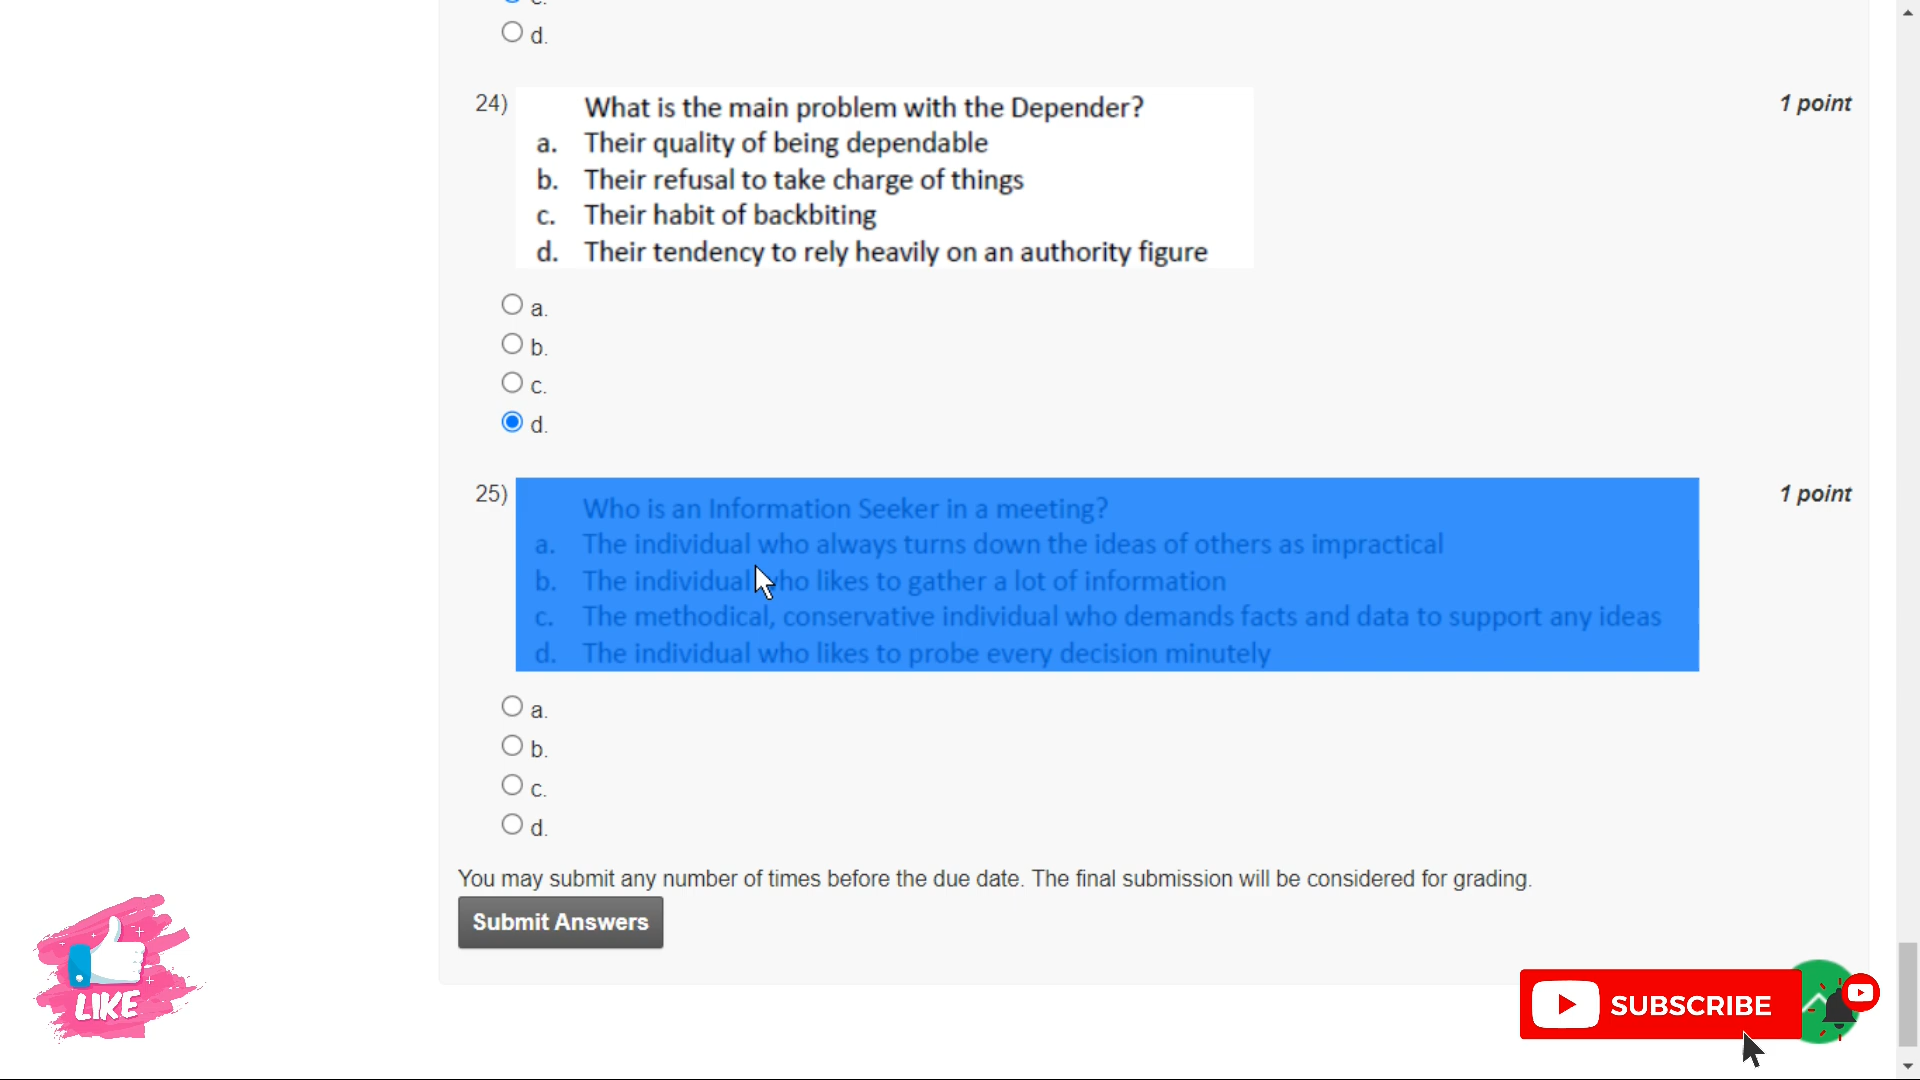 c.
d.
24) What is the main problem with the Depender? 1 point
a. Their quality of being dependable
b. Their refusal to take charge of things
c. Their habit of backbiting
d. Their tendency to rely heavily on an authority figure
a.
b.
c.
d.
25) Who is an Information Seeker in a meeting? 1 point
a. The individual who always turns down the ideas of others as impractical
b. The individual who likes to gather a lot of information
c. The methodical, conservative individual who demands facts and data to support any ideas
d. The individual who likes to probe every decision minutely
a.
b.
c.
d.
You may submit any number of times before the due date. The final submission will be considered for grading.
Submit Answers
LIKE
SUBSCRIBE